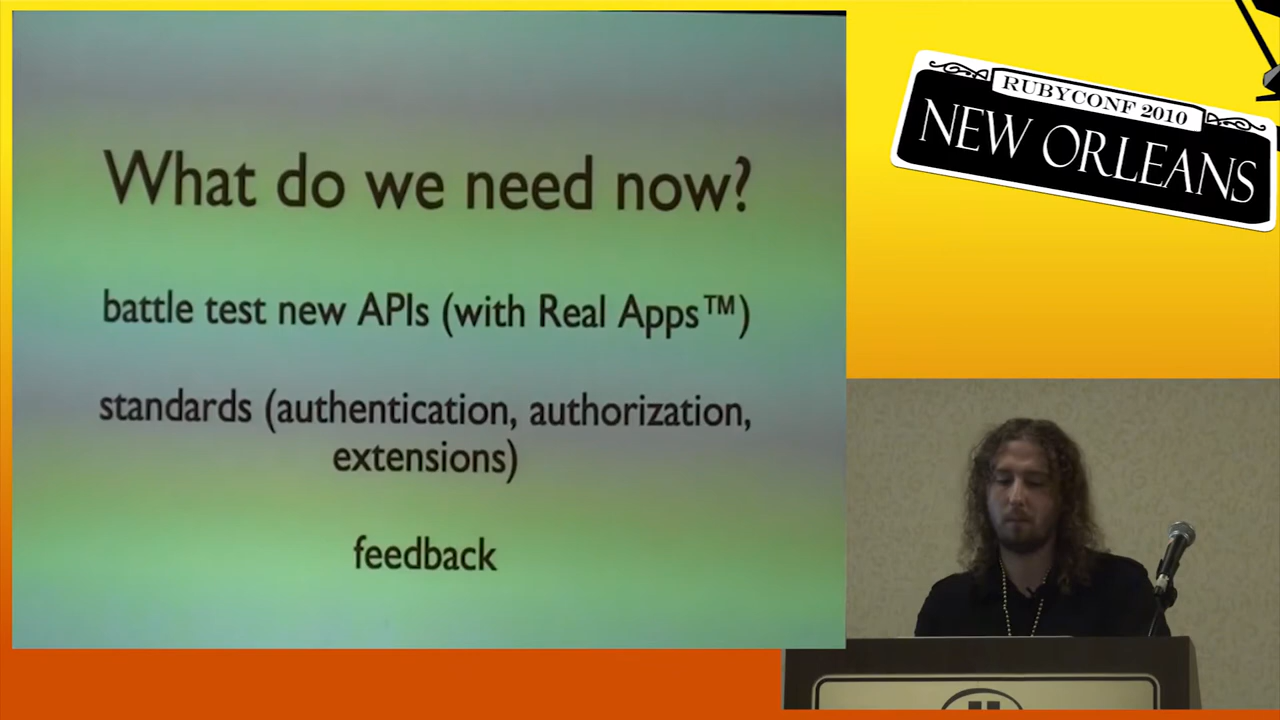 What do we need now?
battle test new APIs (with Real Apps™)
standards (authentication, authorization,
extensions)
feedback
RUBYCONF 2010
NEW ORLEANS